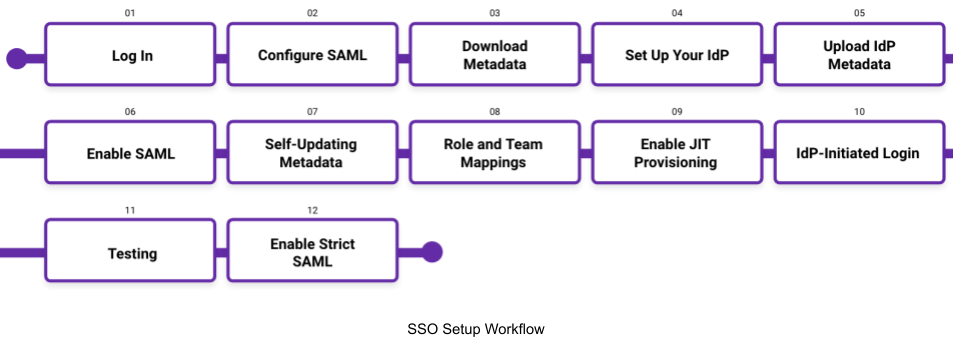 01
Log In
02
Configure SAML
03
Download
Metadata
04
Set Up Your IdP
05
Upload IdP
Metadata
06
Enable SAML
07
Self-Updating
Metadata
08
Role and Team
Mappings
09
Enable JIT
Provisioning
10
IdP-Initiated Login
11
Testing
12
Enable Strict
SAML
SSO Setup Workflow